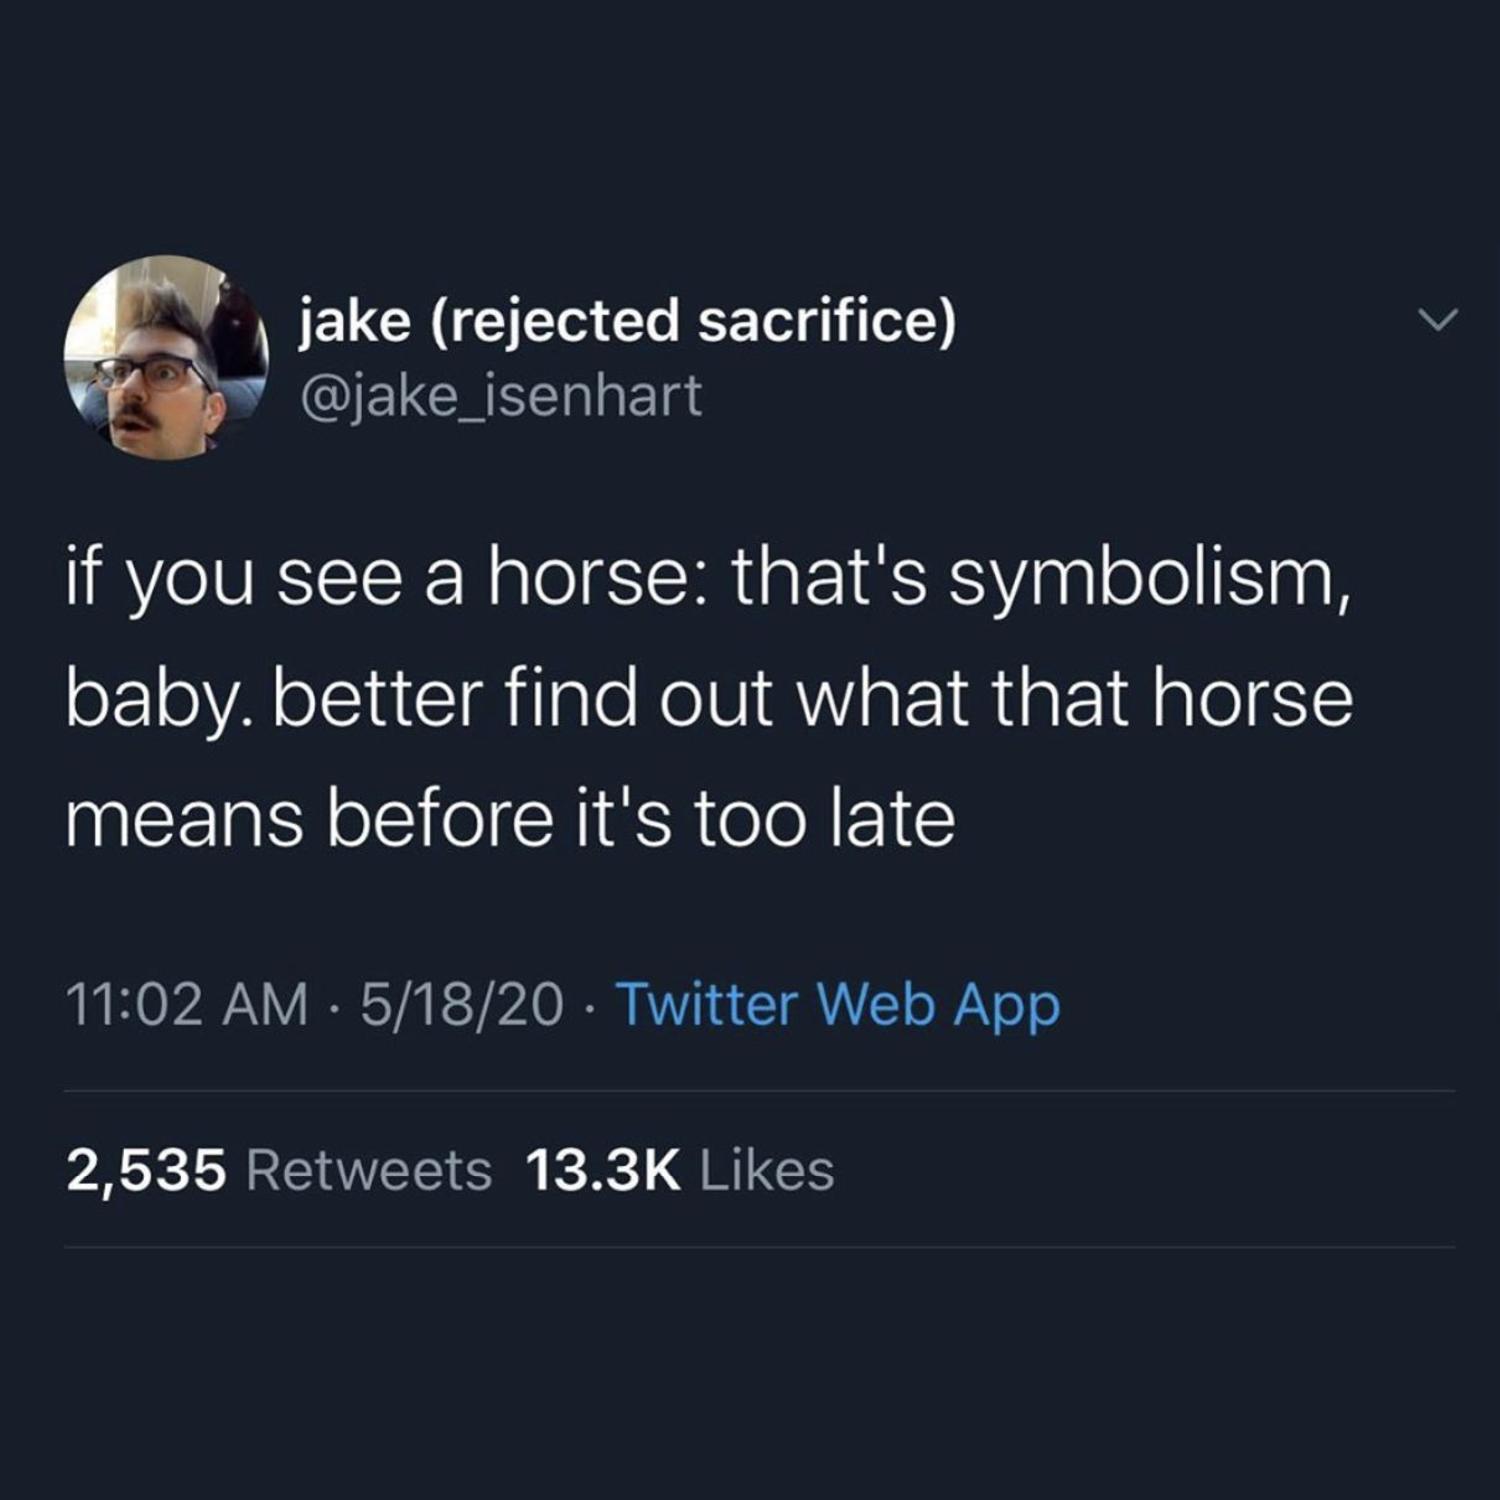 jake (rejected sacrifice)
@jake_isenhart
if you see a horse: that's symbolism,
baby. better find out what that horse
means before it's too late
11:02 AM · 5/18/20 · Twitter Web App
2,535 Retweets 13.3K Likes